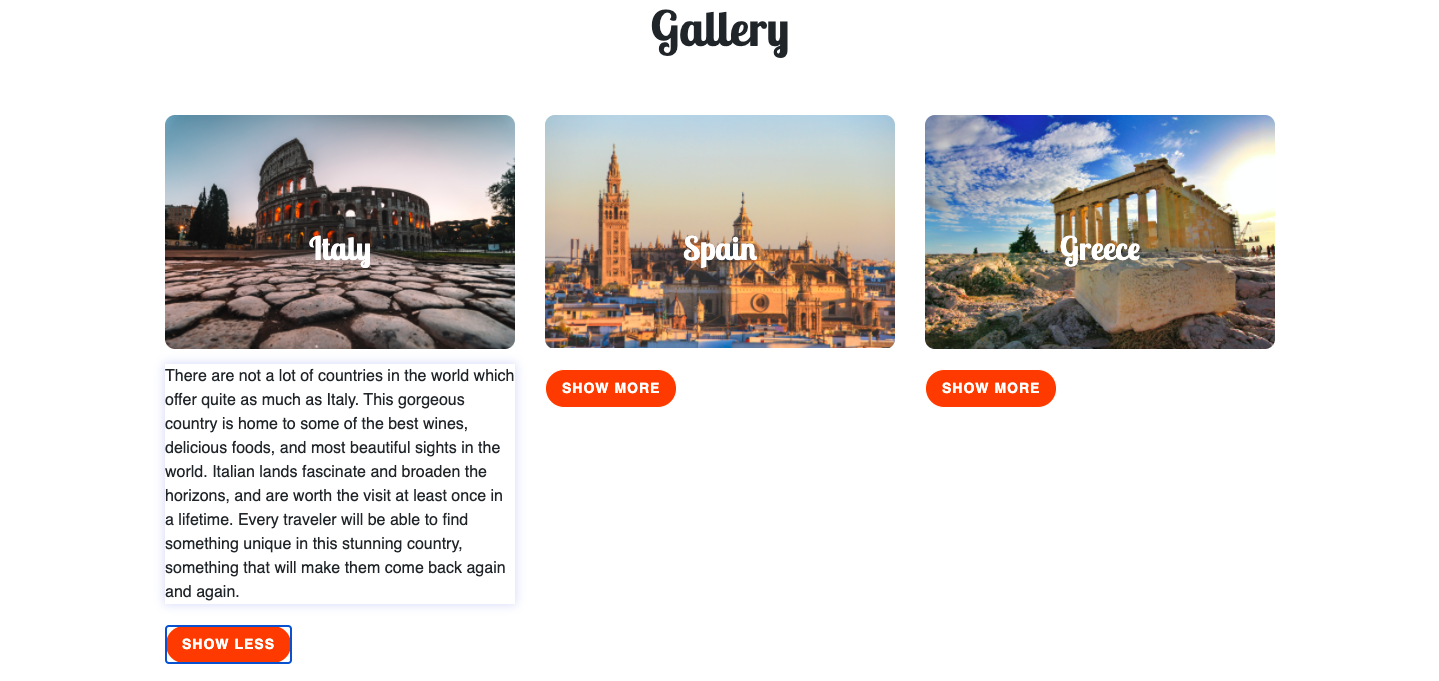 Gallery
Italy
Spain
Greece
There are not a lot of countries in the world which
offer quite as much as Italy. This gorgeous
country is home to some of the best wines,
delicious foods, and most beautiful sights in the
world. Italian lands fascinate and broaden the
horizons, and are worth the visit at least once in
a lifetime. Every traveler will be able to find
something unique in this stunning country,
something that will make them come back again
and again.
SHOW LESS
SHOW MORE
SHOW MORE